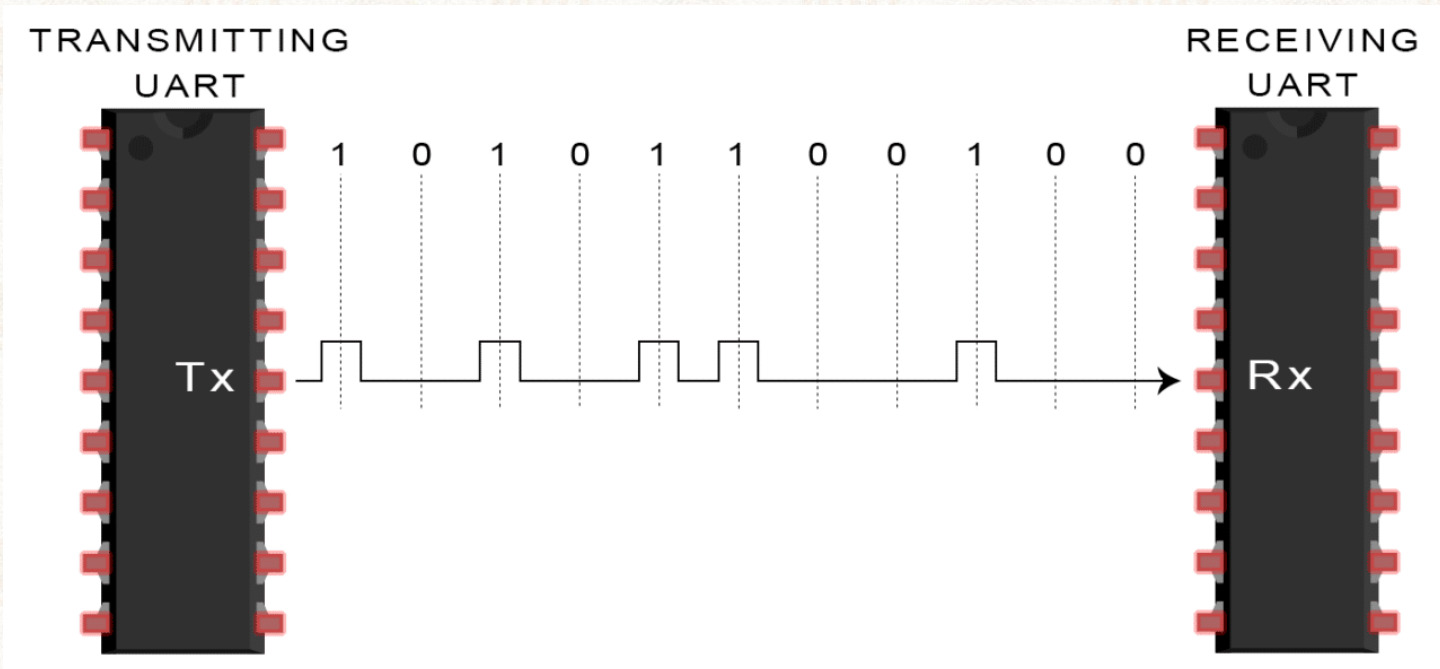 TRANSMITTING
UART
RECEIVING
UART
1 0 1 0 1 1 0 0 1 0 0
Tx
Rx